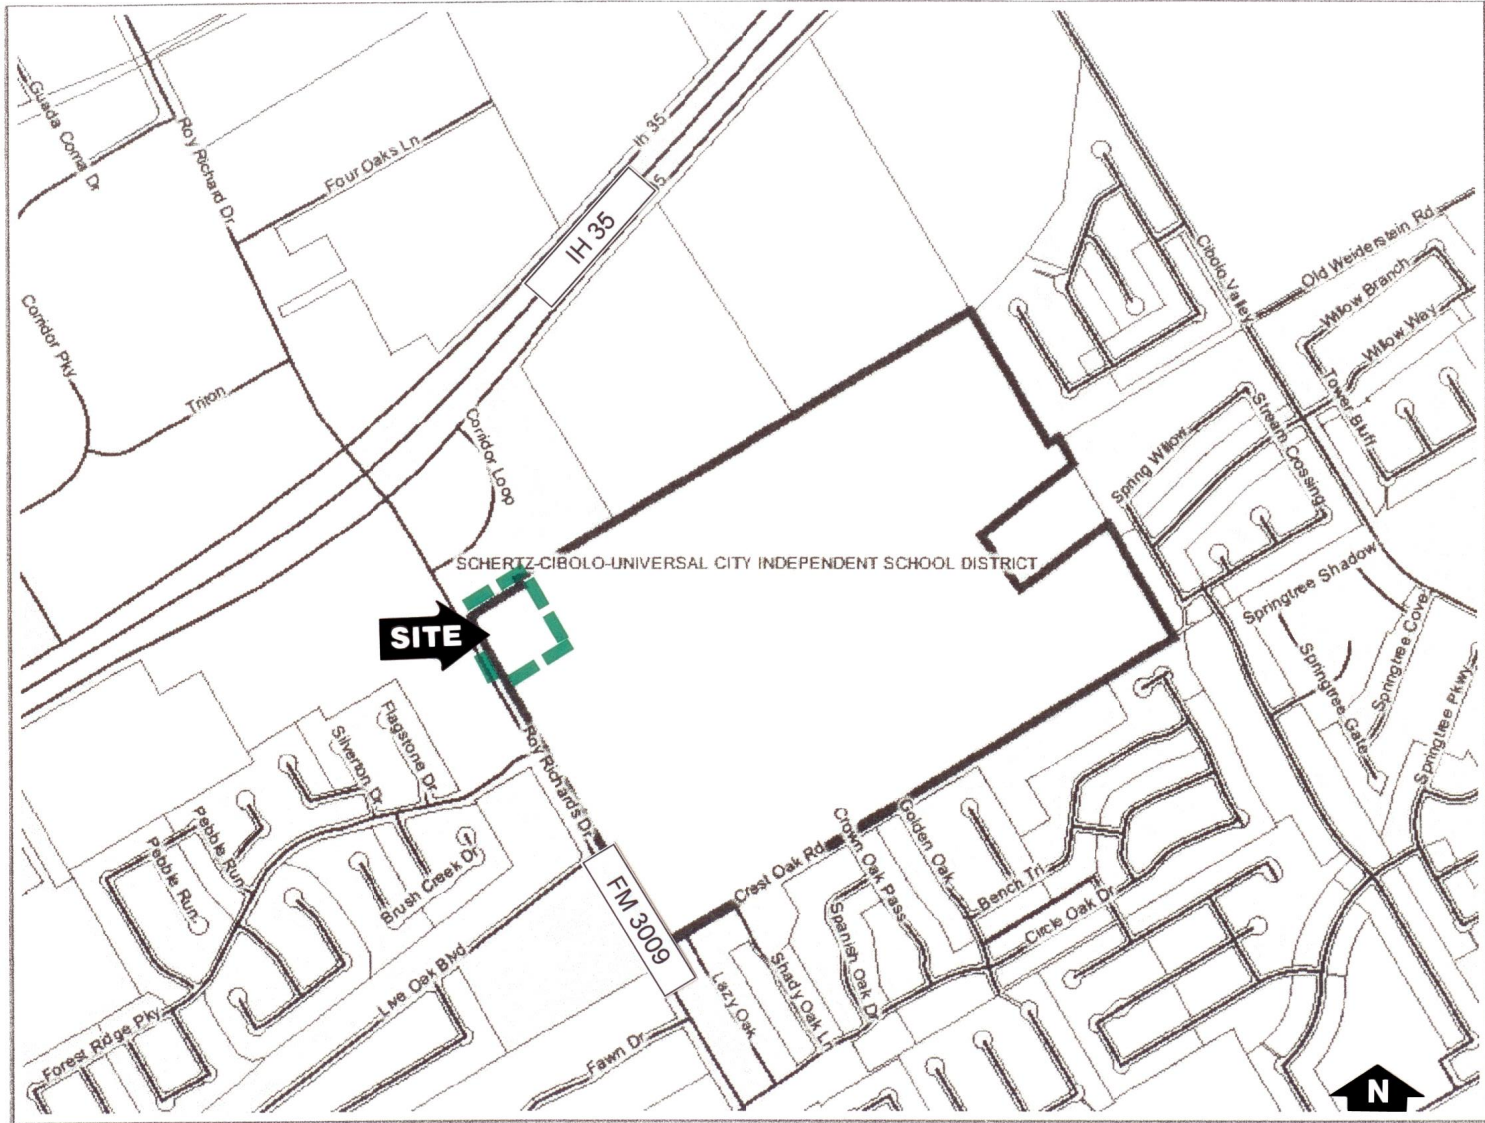 Guada Coma Dr
Roy Richard Dr
Four Oaks Ln
Ih 35
35
IH 35
Cibolo Valley
Old Weiderstein Rd
Willow Branch
Willow Way
Tower Bluff
Corridor Pky
Triton
Corridor Loop
Spring Willow
Stream Crossing
SCHERTZ-CIBOLO-UNIVERSAL CITY INDEPENDENT SCHOOL DISTRICT
SITE
Springtree Shadow
Springtree Cove
Springtree Gate
Springtree Pkwy
Flagstone Dr
Silverton Dr
Roy Richards Dr
Pebble Run
Pebble Run
Brush Creek Dr
Crest Oak Rd
Crown Oak Pass
Golden Oak
Bench Trl
Circle Oak Dr
Spanish Oak Dr
FM 3009
Shady Oak Ln
Lazy Oak
Live Oak Blvd
Forest Ridge Pky
Fawn Dr
N